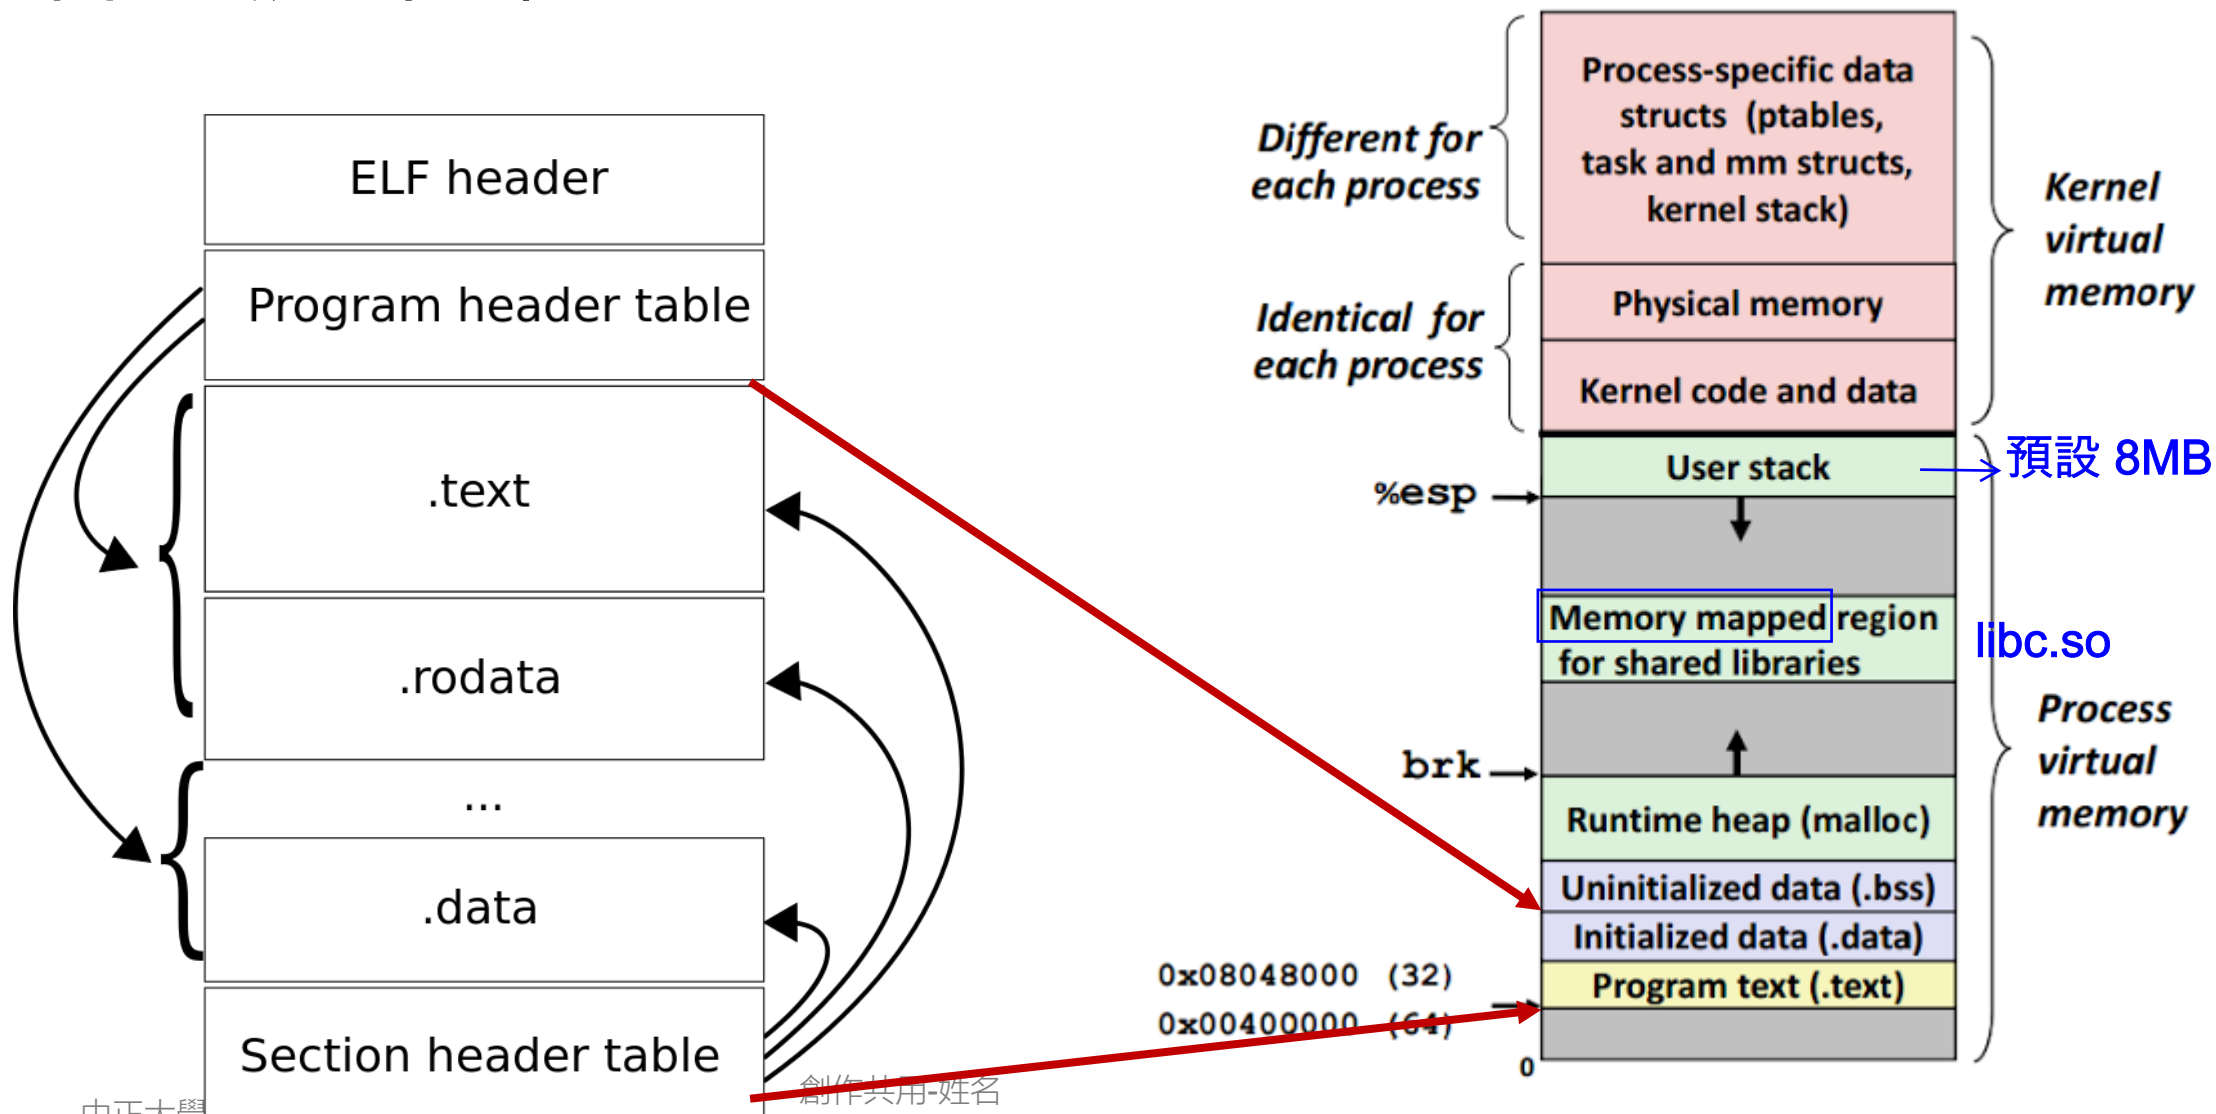 ELF header
Program header table
.text
.rodata
...
.data
Section header table
創作共用-姓名
Different for
each process
Identical for
each process
Process-specific data
structs (ptables,
task and mm structs,
kernel stack)
Physical memory
Kernel code and data
Kernel
virtual
memory
User stack
預設 8MB
%esp
Memory mapped region
for shared libraries
libc.so
brk
Runtime heap (malloc)
Uninitialized data (.bss)
Initialized data (.data)
Program text (.text)
0x08048000 (32)
0x00400000 (64)
0
Process
virtual
memory